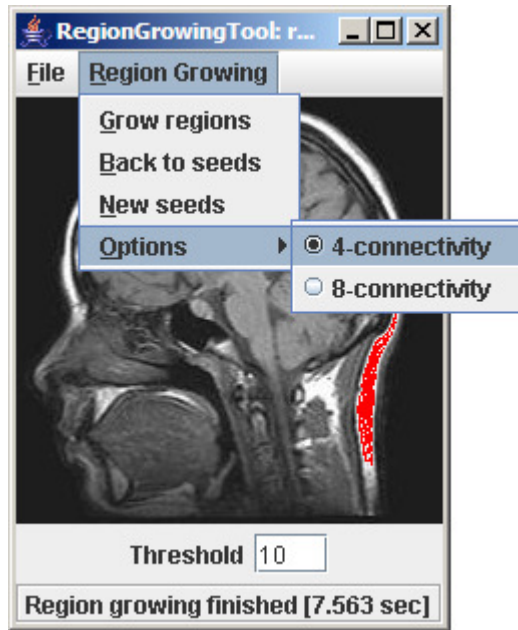 RegionGrowingTool: r...
File Region Growing
Grow regions
Back to seeds
New seeds
Options
4-connectivity
8-connectivity
Threshold 10
Region growing finished [7.563 sec]